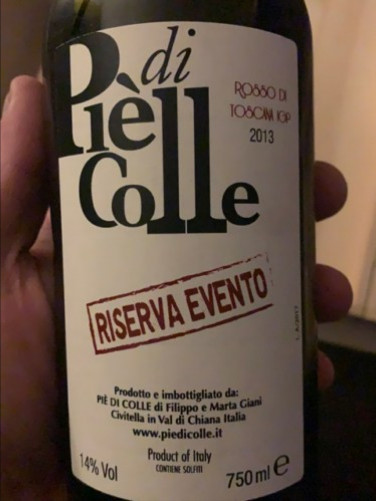 di
Piè
Colle
ROSSO DI
TOSCANA IGP
2013
RISERVA EVENTO
Prodotto e imbottigliato da:
PIÈ DI COLLE di Filippo e Marta Giani
Civitella in Val di Chiana Italia
www.piedicolle.it
Product of Italy
CONTIENE SOLFITI
14% Vol
750 ml e